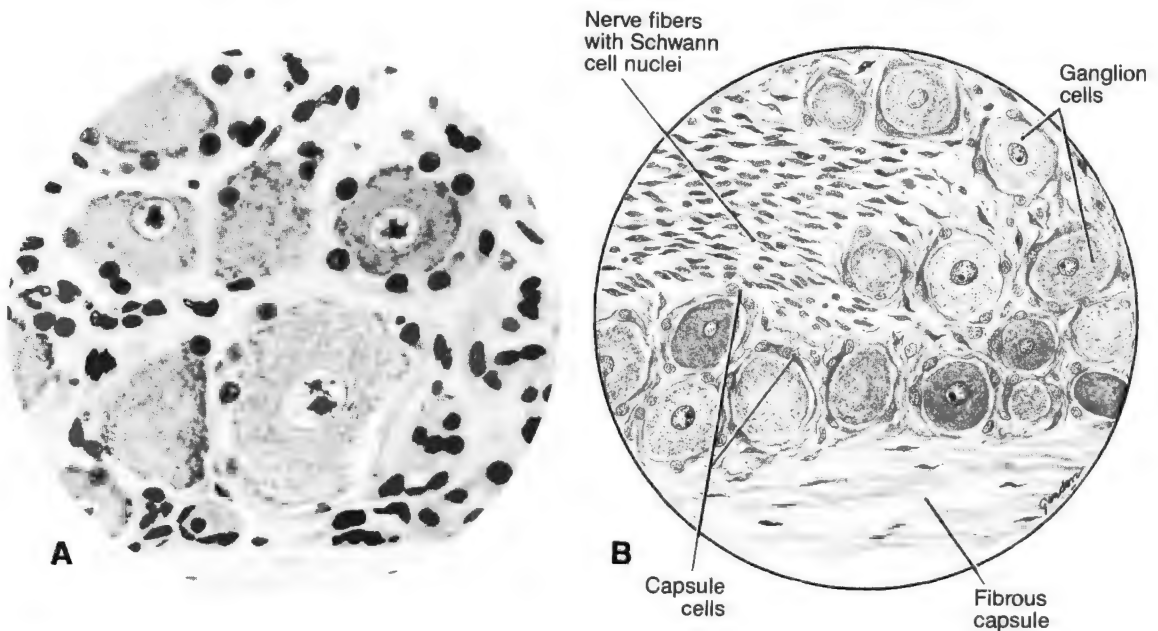 Nerve fibers
with Schwann
cell nuclei
Ganglion
cells
A
B
Capsule
cells
Fibrous
capsule